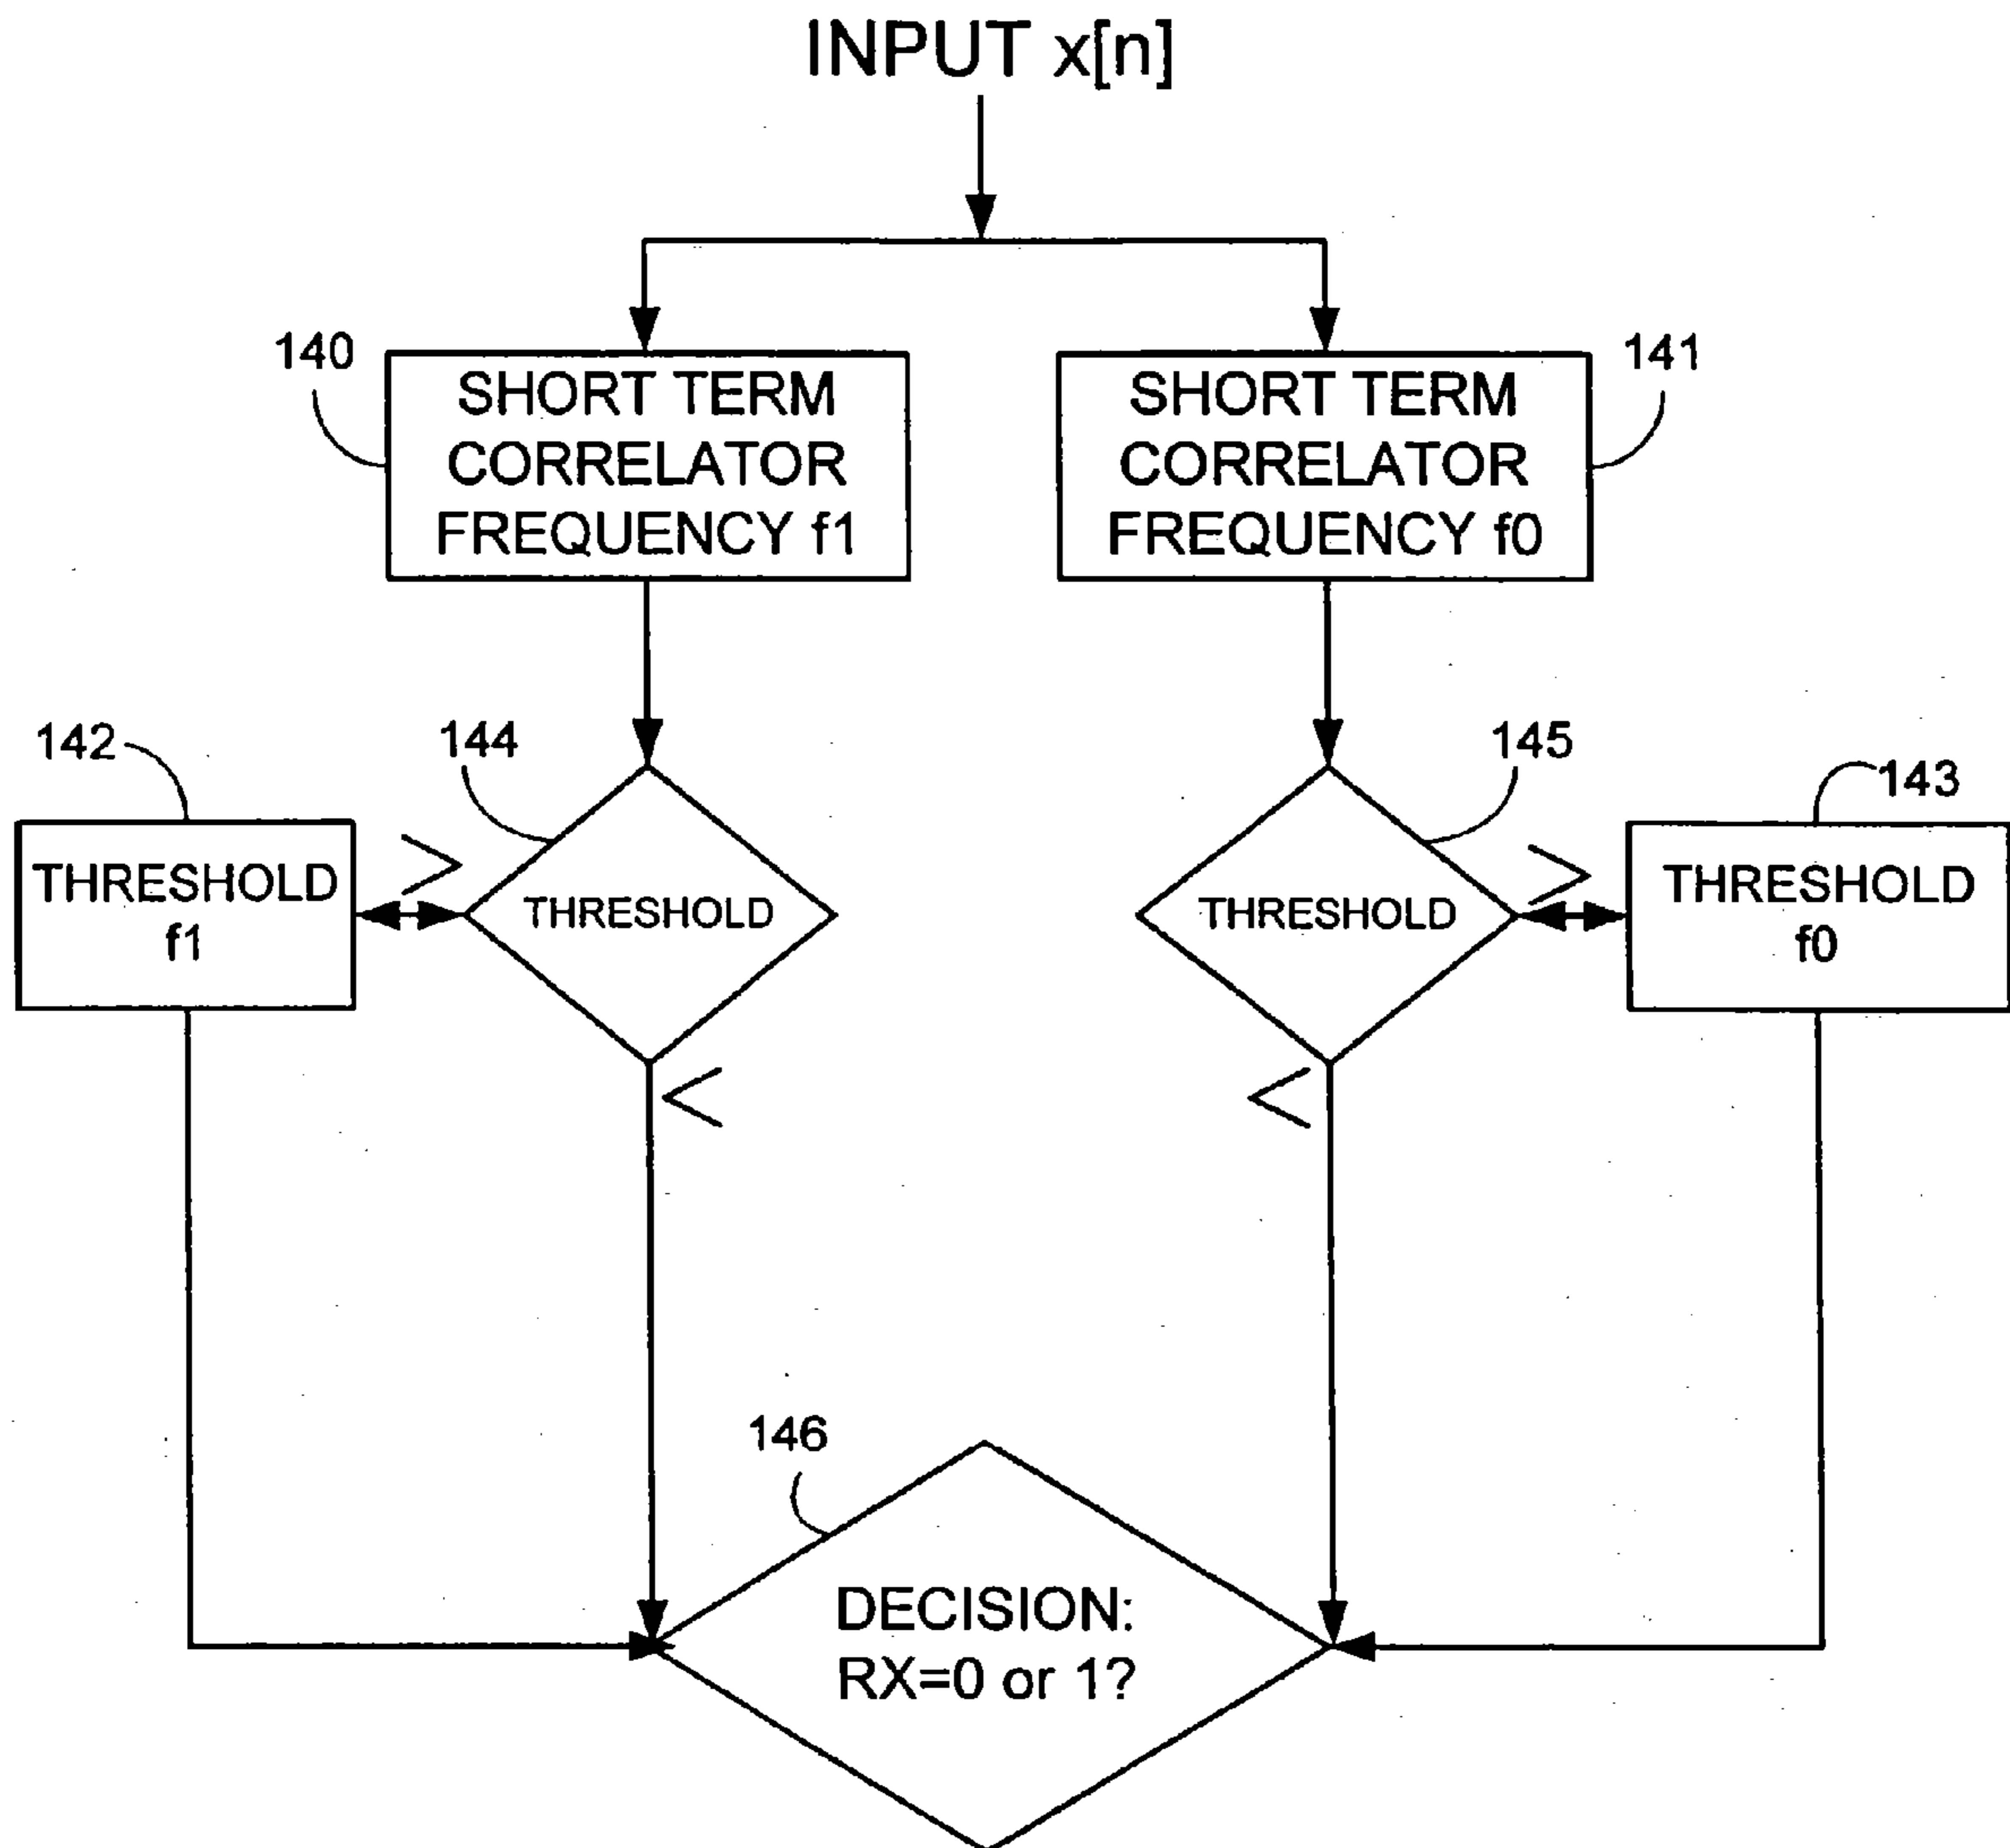 INPUT x[n]
140
SHORT TERM
CORRELATOR
FREQUENCY f1
141
SHORT TERM
CORRELATOR
FREQUENCY f0
142
144
145
143
THRESHOLD
f1
>
THRESHOLD
THRESHOLD
>
THRESHOLD
f0
<
<
146
DECISION:
RX=0 or 1?